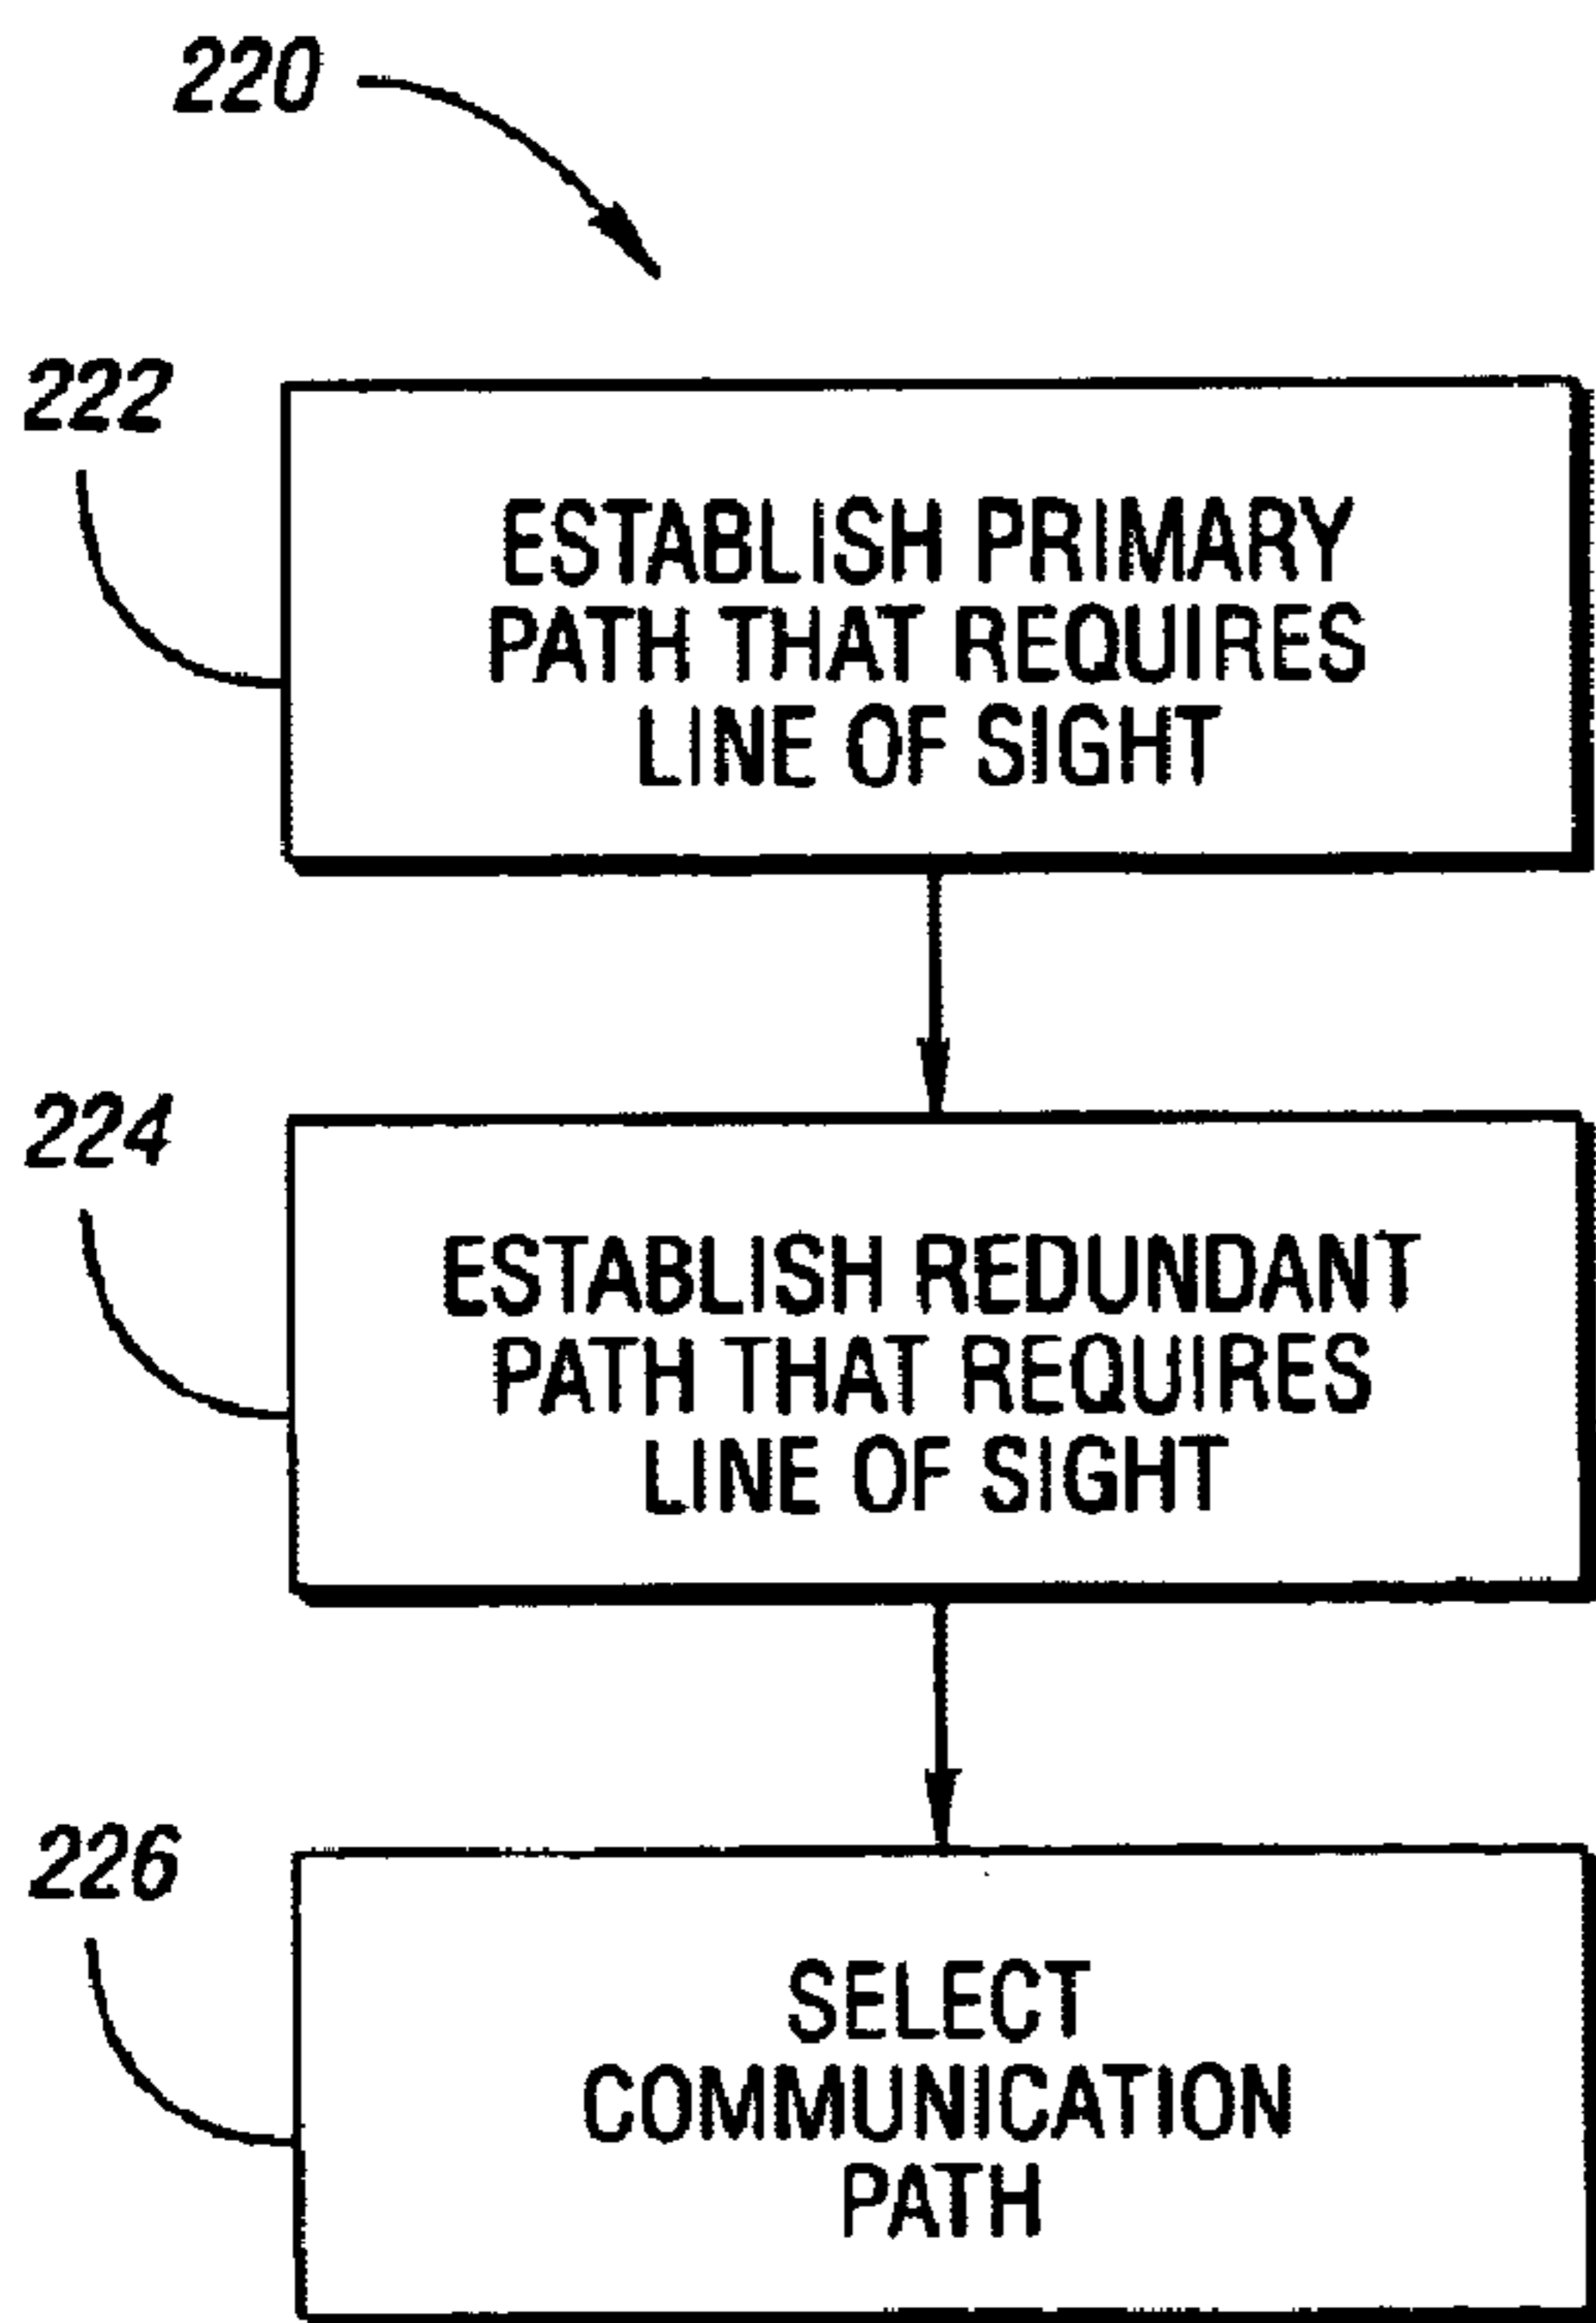 220
222
ESTABLISH PRIMARY
PATH THAT REQUIRES
LINE OF SIGHT
224
ESTABLISH REDUNDANT
PATH THAT REQUIRES
LINE OF SIGHT
226
SELECT
COMMUNICATION
PATH